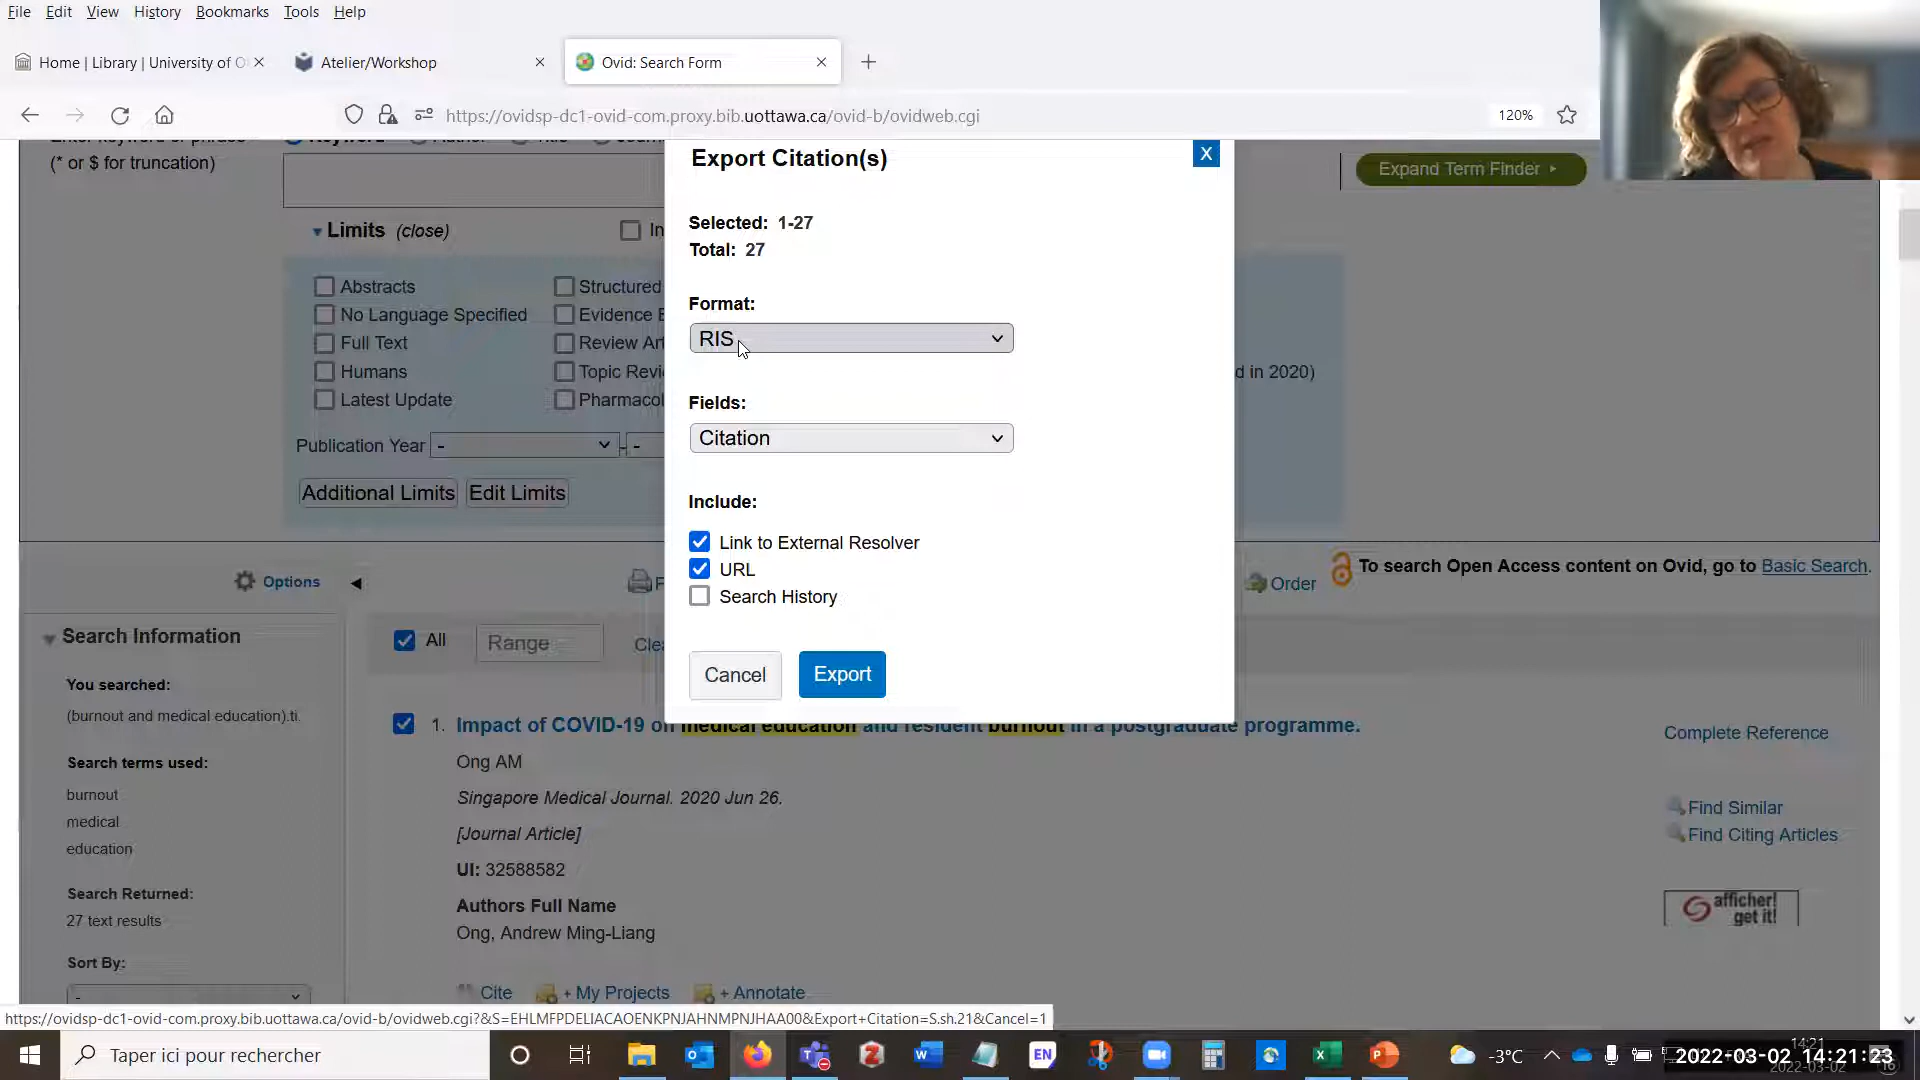 File Edit View History Bookmarks Tools Help
Home | Library | University of O
Atelier/Workshop
Ovid: Search Form
https://ovidsp-dc1-ovid-com.proxy.bib.uottawa.ca/ovid-b/ovidweb.cgi
120%
(* or $ for truncation)
Expand Term Finder
Limits (close)
Abstracts
Structured
No Language Specified
Full Text
Humans
Latest Update
Topic
d in 2020)
Publication Year - - -
Additional Limits Edit Limits
Export Citation(s)
X
Selected: 1-27
Total: 27
Format:
RIS
Fields:
Citation
Include:
Link to External Resolver
URL
Search History
Cancel Export
Options
Order
To search Open Access content on Ovid, go to Basic Search.
Search Information
You searched:
(burnout and medical education).ti.
Search terms used:
burnout
medical
education
Search Returned:
27 text results
Sort By:
-
All Range
1. Impact of COVID-19 on medical education and resident burnout in a postgraduate programme.
Ong AM
Singapore Medical Journal. 2020 Jun 26.
[Journal Article]
UI: 32588582
Authors Full Name
Ong, Andrew Ming-Liang
Cite + My Projects + Annotate
Complete Reference
Find Similar
Find Citing Articles
afficher!
get it!
https://ovidsp-dc1-ovid-com.proxy.bib.uottawa.ca/ovid-b/ovidweb.cgi?&S=EHLMFPDELIACAOENKPNJAHNMPNJHAA00&Export+Citation=S.sh.21&Cancel=1
Taper ici pour rechercher
EN
-3°C
14:21
2022-03-02 14:21:23
2022-03-02